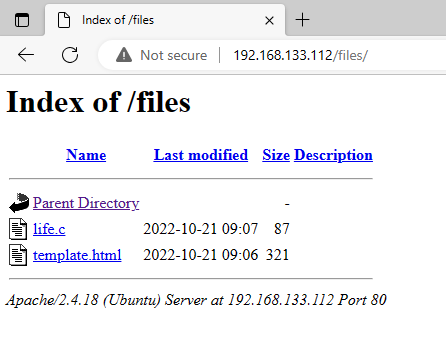 Index of /files
Not secure 192.168.133.112/files/
Index of /files
Name Last modified Size Description
Parent Directory -
life.c 2022-10-21 09:07 87
template.html 2022-10-21 09:06 321
Apache/2.4.18 (Ubuntu) Server at 192.168.133.112 Port 80